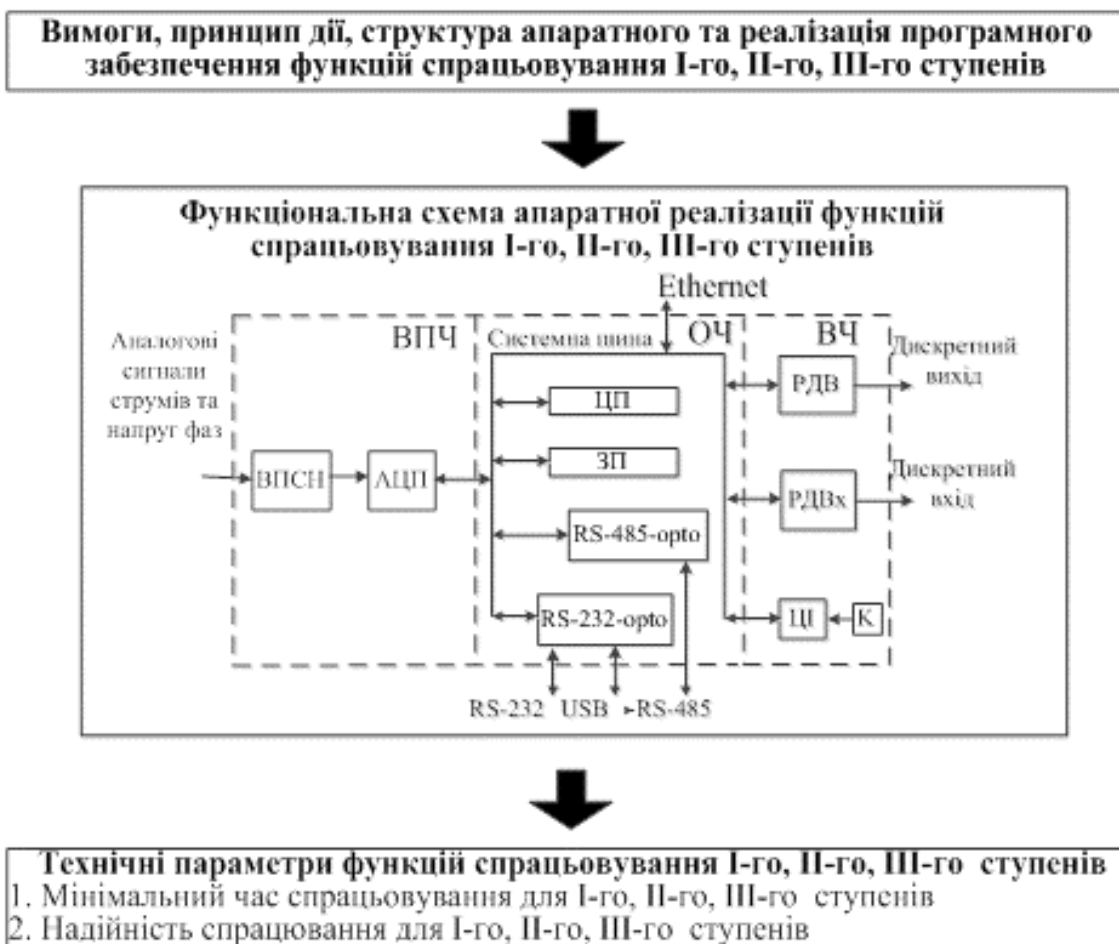 Вимоги, принцип дії, структура апаратного та реалізація програмного
забезпечення функцій спрацьовування І-го, ІІ-го, ІІІ-го ступенів
Функціональна схема апаратної реалізації функцій
спрацьовування І-го, ІІ-го, ІІІ-го ступенів
Ethernet
Аналогові
сигнали
струмів та
напруг фаз
ВПЧ
Системна шина
ОЧ
ВЧ
Дискретний
вихід
РДВ
ЦП
ВПСН
АЦП
ЗП
РДВх
Дискретний
вхід
RS-485-opto
RS-232-opto
ЦІ
К
RS-232 USB RS-485
Технічні параметри функцій спрацьовування І-го, ІІ-го, ІІІ-го ступенів
1. Мінімальний час спрацьовування для І-го, ІІ-го, ІІІ-го ступенів
2. Надійність спрацювання для І-го, ІІ-го, ІІІ-го ступенів